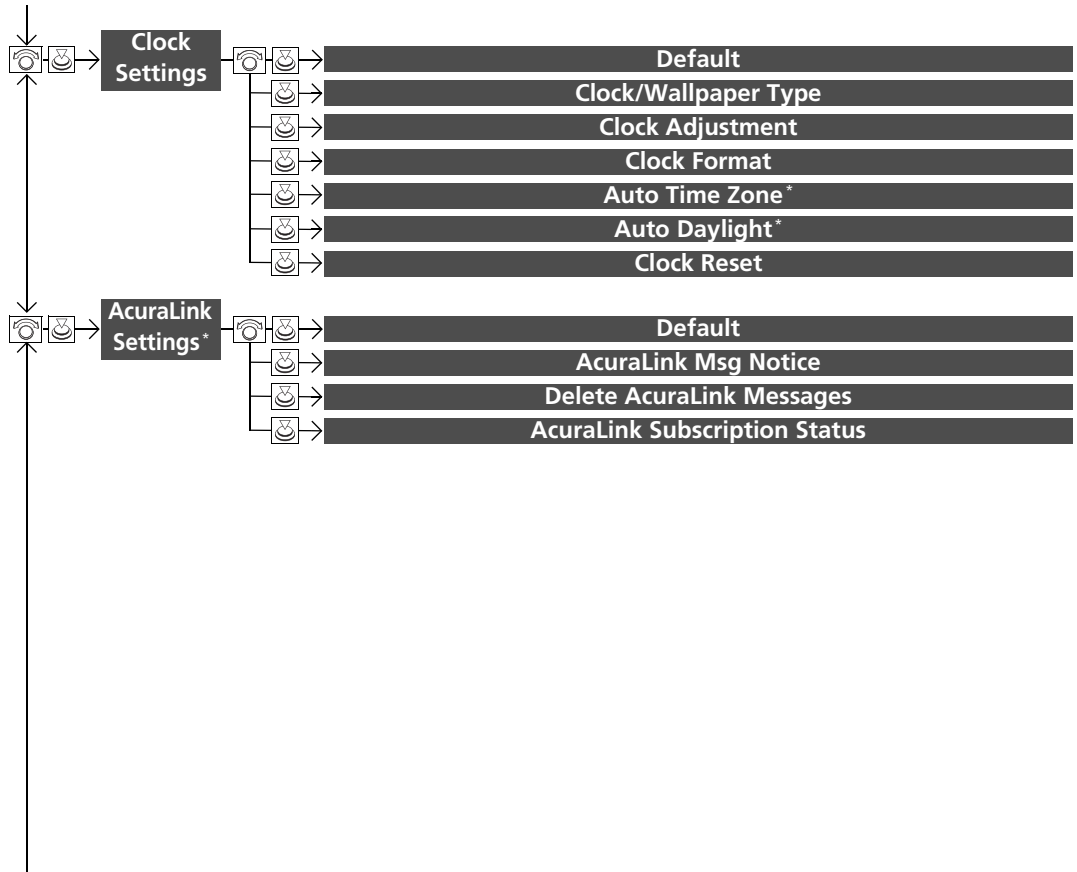 Clock
Settings
Default
Clock/Wallpaper Type
Clock Adjustment
Clock Format
Auto Time Zone*
Auto Daylight*
Clock Reset
AcuraLink
Settings*
Default
AcuraLink Msg Notice
Delete AcuraLink Messages
AcuraLink Subscription Status